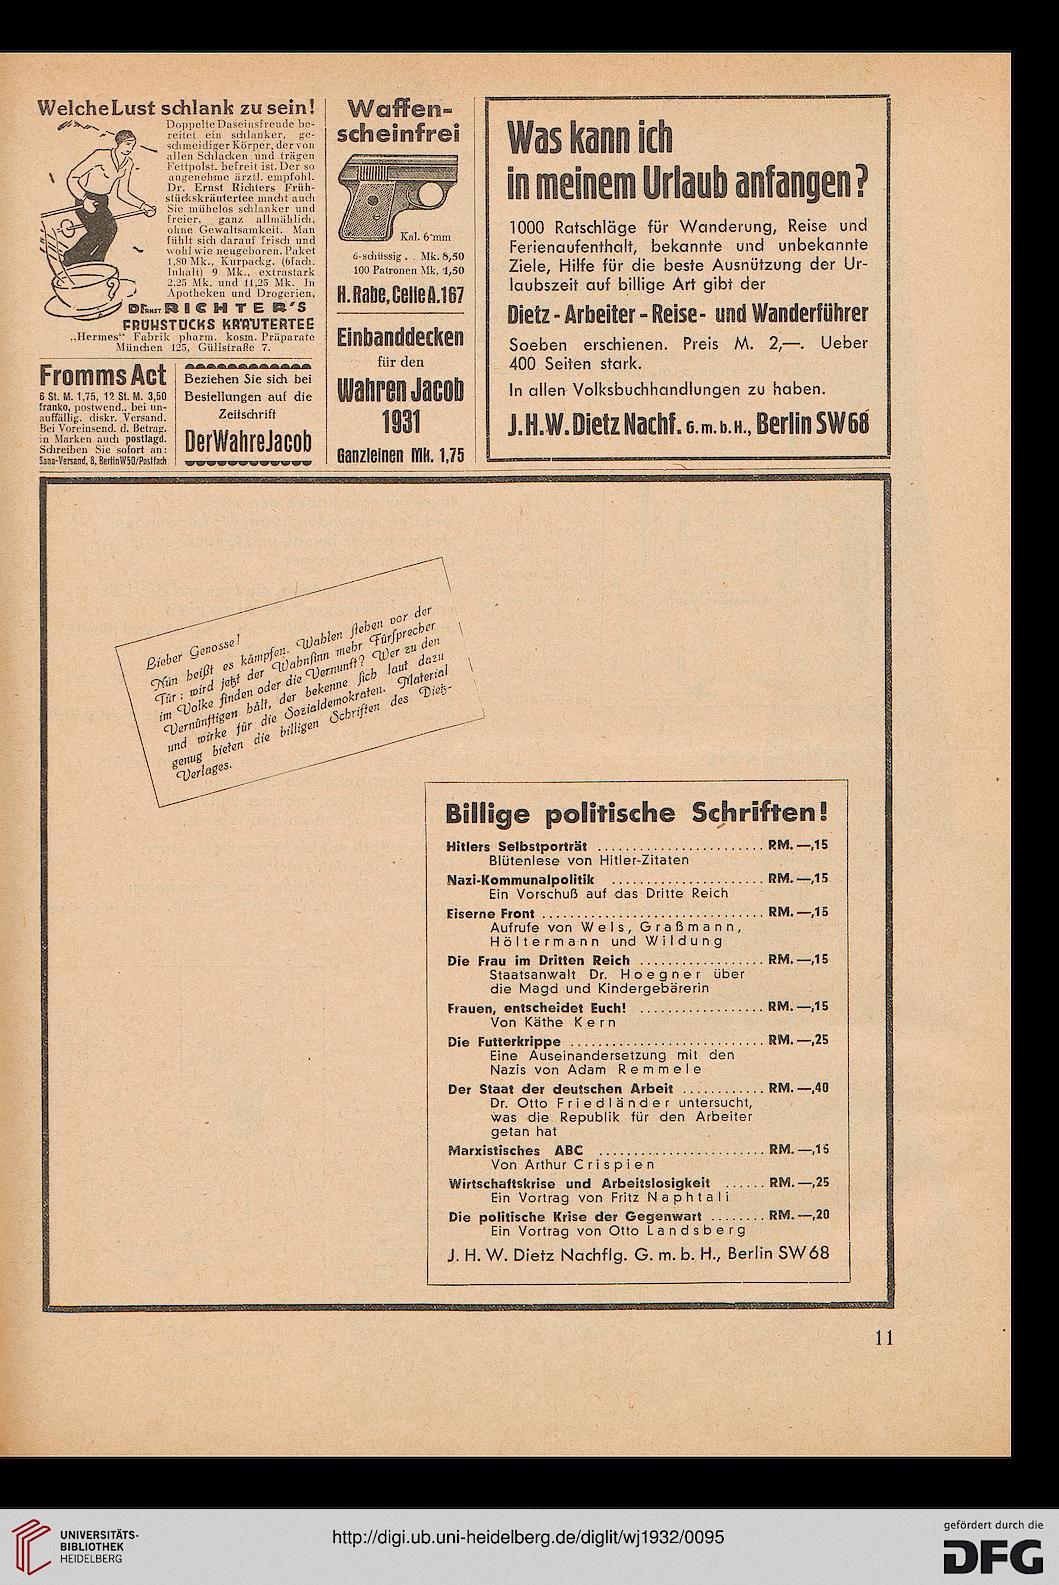 Welche Lust schlank zu sein!
Doppelte Daseinsfreude be-
reitet ein schlanker, ge-
schmeidiger Körper, der von
allen Schlacken und trägen
Fettpolst. befreit ist. Der so
angenehme ärztl. empfohl.
Dr. Ernst Richters Früh-
stückskräutertee macht auch
Sie mühelos schlanker und
freier, ganz allmählich,
ohne Gewaltsamkeit. Man
fühlt sich darauf frisch und
wohl wie neugeboren. Paket
1,80 Mk., Kurpackg. (6fach.
Inhalt) 9 Mk., extrastark
2,25 Mk. und 11,25 Mk. In
Apotheken und Drogerien,
DR. ERNST RICHTER'S
FRÜHSTÜCKS KRÄUTERTEE
„Hermes“ Fabrik pharm. kosm. Präparate
München 125, Güllstraße 7.
Fromms Act
6 St. M. 1,75, 12 St. M. 3,50
franko, postwend., bei un-
auffällig. diskr. Versand.
Bei Voreinsend. d. Betrag.
in Marken auch postlagd.
Schreiben Sie sofort an:
Sana-Versand, 8, Berlin W50/Postfach
Beziehen Sie sich bei
Bestellungen auf die
Zeitschrift
Der Wahre Jacob
Waffen-
scheinfrei
Kal. 6 mm
6-schüssig . . Mk. 8,50
100 Patronen Mk. 4,50
H. Rabe, Celle A. 167
Einbanddecken
für den
Wahren Jacob
1931
Ganzleinen Mk. 1,75
Was kann ich
in meinem Urlaub anfangen?
1000 Ratschläge für Wanderung, Reise und
Ferienaufenthalt, bekannte und unbekannte
Ziele, Hilfe für die beste Ausnützung der Ur-
laubszeit auf billige Art gibt der
Dietz - Arbeiter - Reise- und Wanderführer
Soeben erschienen. Preis M. 2,—. Ueber
400 Seiten stark.
In allen Volksbuchhandlungen zu haben.
J. H. W. Dietz Nachf. G. m. b. H., Berlin SW 68
Lieber Genosse!
Nun heißt es kämpfen. Wahlen stehen vor der
Tür; wird jetzt der Wahnsinn mehr Fürsprecher
im Volke finden oder die Vernunft? Wer zu den
Vernünftigen hält, der bekenne sich laut dazu
und wirke für die Sozialdemokraten. Material
genug bieten die billigen Schriften des Dietz-
Verlages.
Billige politische Schriften!
Hitlers Selbstporträt ........................ RM. —,15
Blütenlese von Hitler-Zitaten
Nazi-Kommunalpolitik ...................... RM. —,15
Ein Vorschuß auf das Dritte Reich
Eiserne Front ................................ RM. —,15
Aufrufe von Wels, Graßmann,
Höltermann und Wildung
Die Frau im Dritten Reich .................. RM. —,15
Staatsanwalt Dr. Hoegner über
die Magd und Kindergebärerin
Frauen, entscheidet Euch! .................. RM. —,15
Von Käthe Kern
Die Futterkrippe ............................ RM. —,25
Eine Auseinandersetzung mit den
Nazis von Adam Remmele
Der Staat der deutschen Arbeit ............ RM. —,40
Dr. Otto Friedländer untersucht,
was die Republik für den Arbeiter
getan hat
Marxistisches ABC ........................ RM. —,15
Von Arthur Crispien
Wirtschaftskrise und Arbeitslosigkeit ...... RM. —,25
Ein Vortrag von Fritz Naphtali
Die politische Krise der Gegenwart ........ RM. —,20
Ein Vortrag von Otto Landsberg
J. H. W. Dietz Nachflg. G. m. b. H., Berlin SW 68
11
UNIVERSITÄTS-
BIBLIOTHEK
HEIDELBERG
http://digi.ub.uni-heidelberg.de/diglit/wj1932/0095
gefördert durch die
DFG